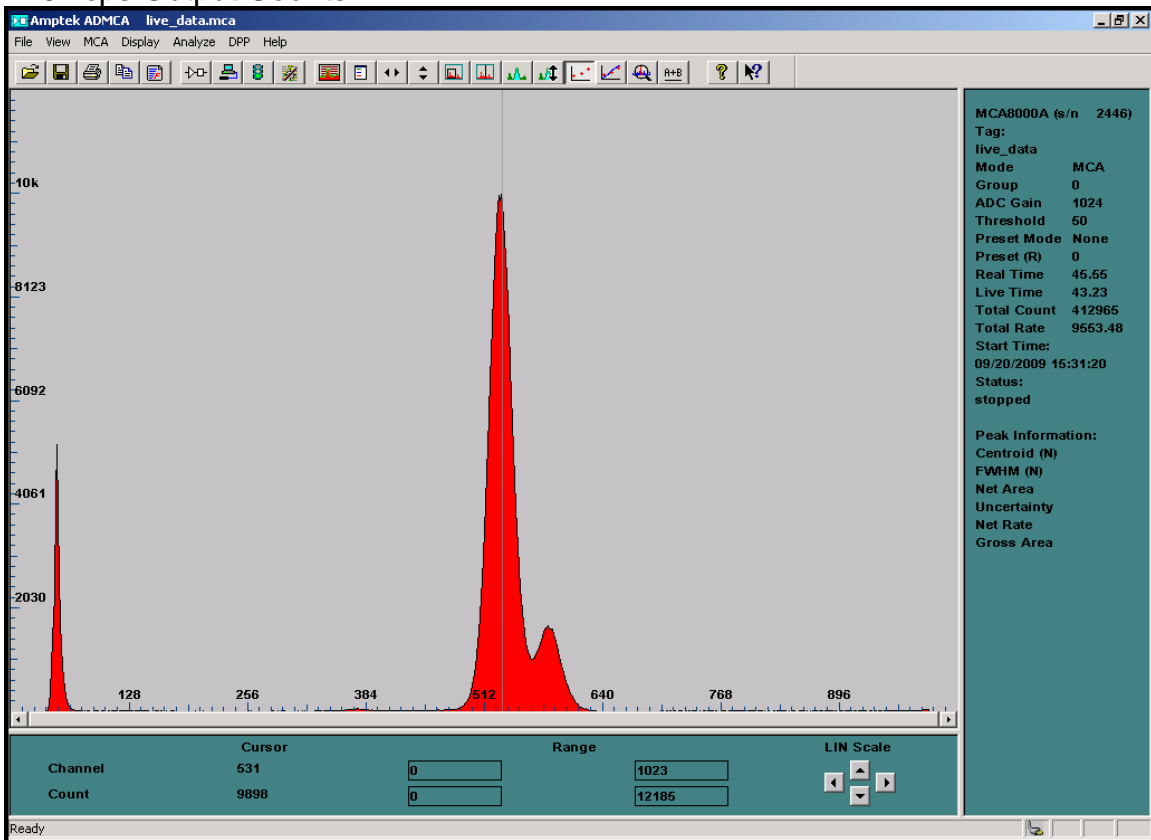 Amptek ADMCA live_data.mca
File View MCA Display Analyze DPP Help
A+B
10k
8123
6092
4061
2030
128 256 384 512 640 768 896
MCA8000A (s/n 2446)
Tag:
live_data
Mode MCA
Group 0
ADC Gain 1024
Threshold 50
Preset Mode None
Preset (R) 0
Real Time 45.55
Live Time 43.23
Total Count 412965
Total Rate 9553.48
Start Time:
09/20/2009 15:31:20
Status:
stopped
Peak Information:
Centroid (N)
FWHM (N)
Net Area
Uncertainty
Net Rate
Gross Area
Cursor Range LIN Scale
Channel 531 0 1023
Count 9898 0 12185
Ready